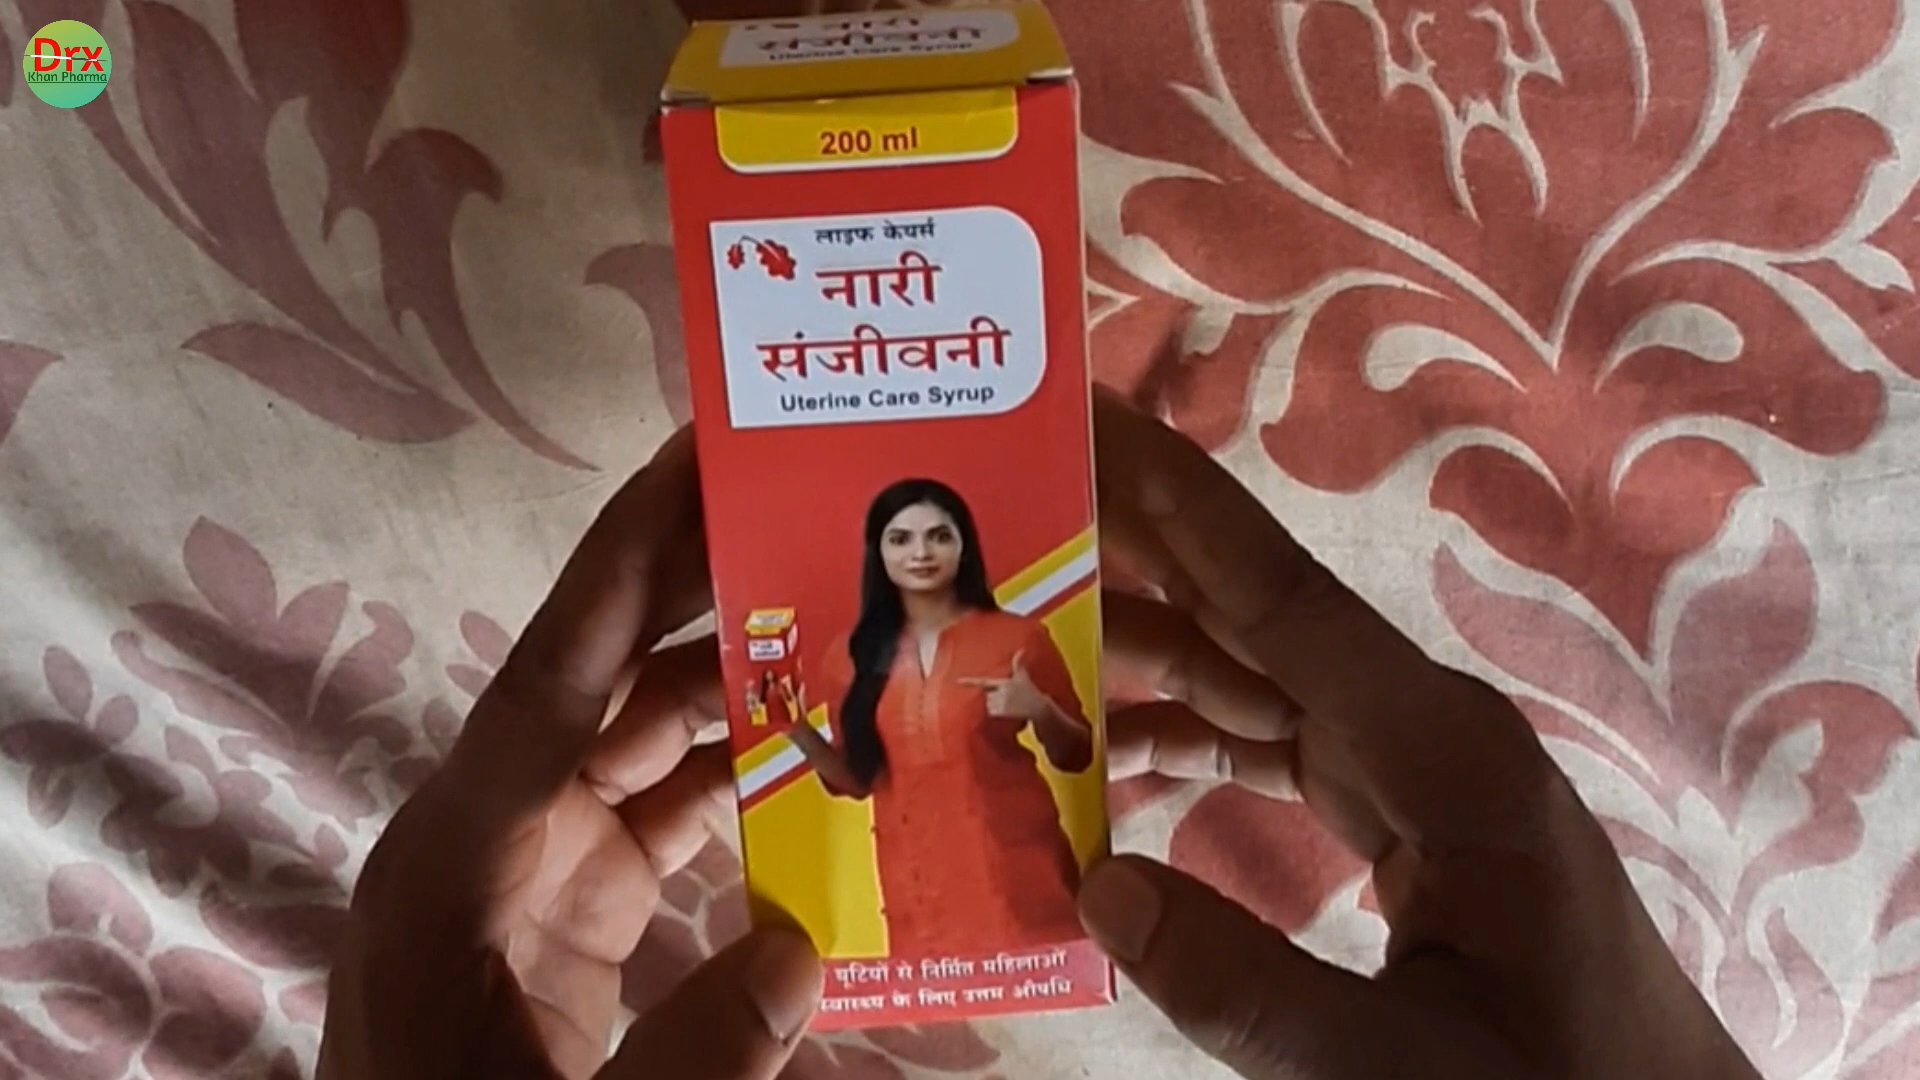 Drx
Khan Pharma
नारी
संजीवनी
Uterine Care Syrup
200 ml
लाइफ केयर्स
नारी
संजीवनी
Uterine Care Syrup
बूटियों से निर्मित महिलाओं
स्वास्थ्य के लिए उत्तम औषधि